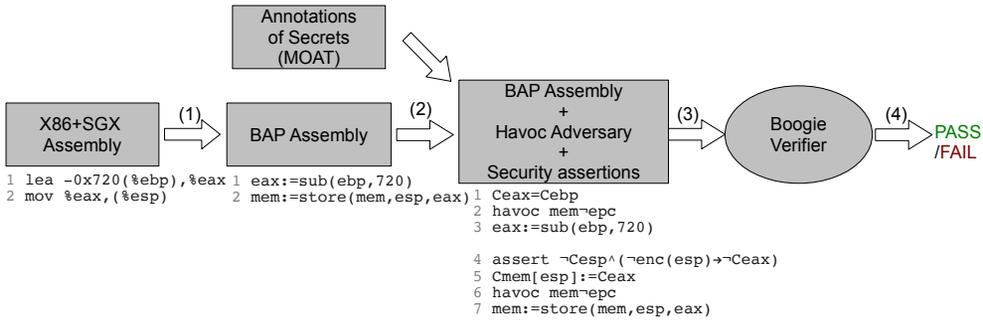 Annotations
of Secrets
(MOAT)
X86+SGX
Assembly
(1)
BAP Assembly
(2)
BAP Assembly
+
Havoc Adversary
+
Security assertions
(3)
Boogie
Verifier
(4)
PASS
/FAIL
1 lea -0x720(%ebp),%eax
2 mov %eax,(%esp)
1 eax:=sub(ebp,720)
2 mem:=store(mem,esp,eax)
1 Ceax=Cebp
2 havoc mem¬epc
3 eax:=sub(ebp,720)
4 assert ¬Cesp^(¬enc(esp)→¬Ceax)
5 Cmem[esp]:=Ceax
6 havoc mem¬epc
7 mem:=store(mem,esp,eax)